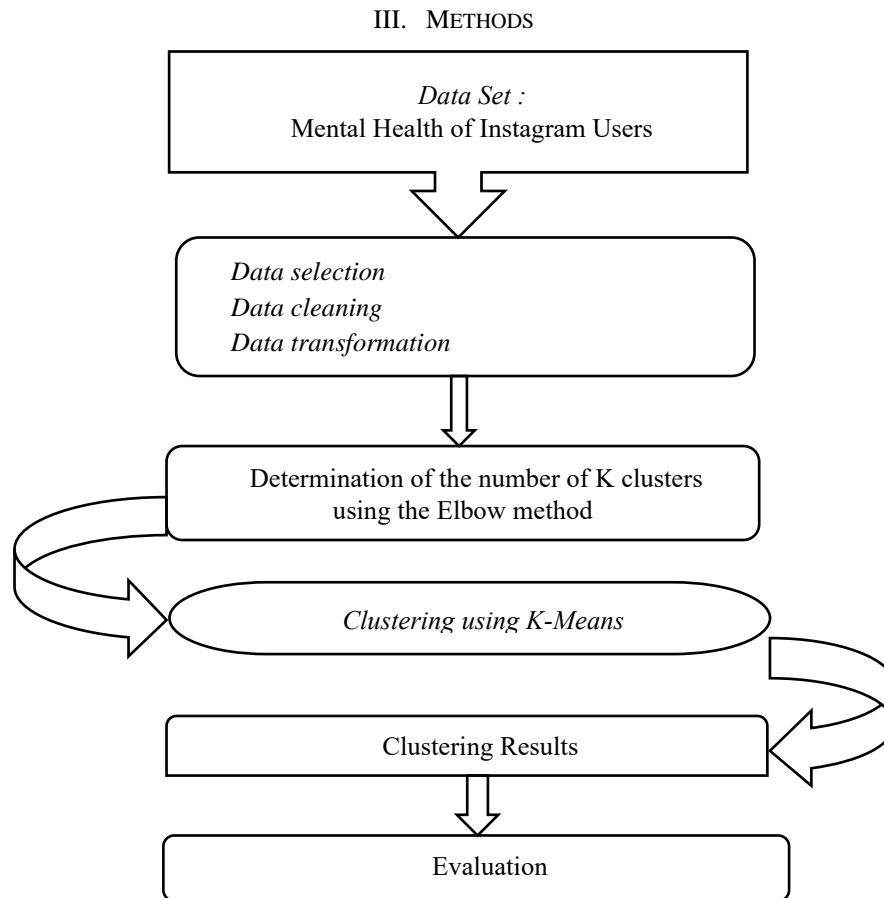 III. METHODS
Data Set :
Mental Health of Instagram Users
Data selection
Data cleaning
Data transformation
Determination of the number of K clusters
using the Elbow method
Clustering using K-Means
Clustering Results
Evaluation